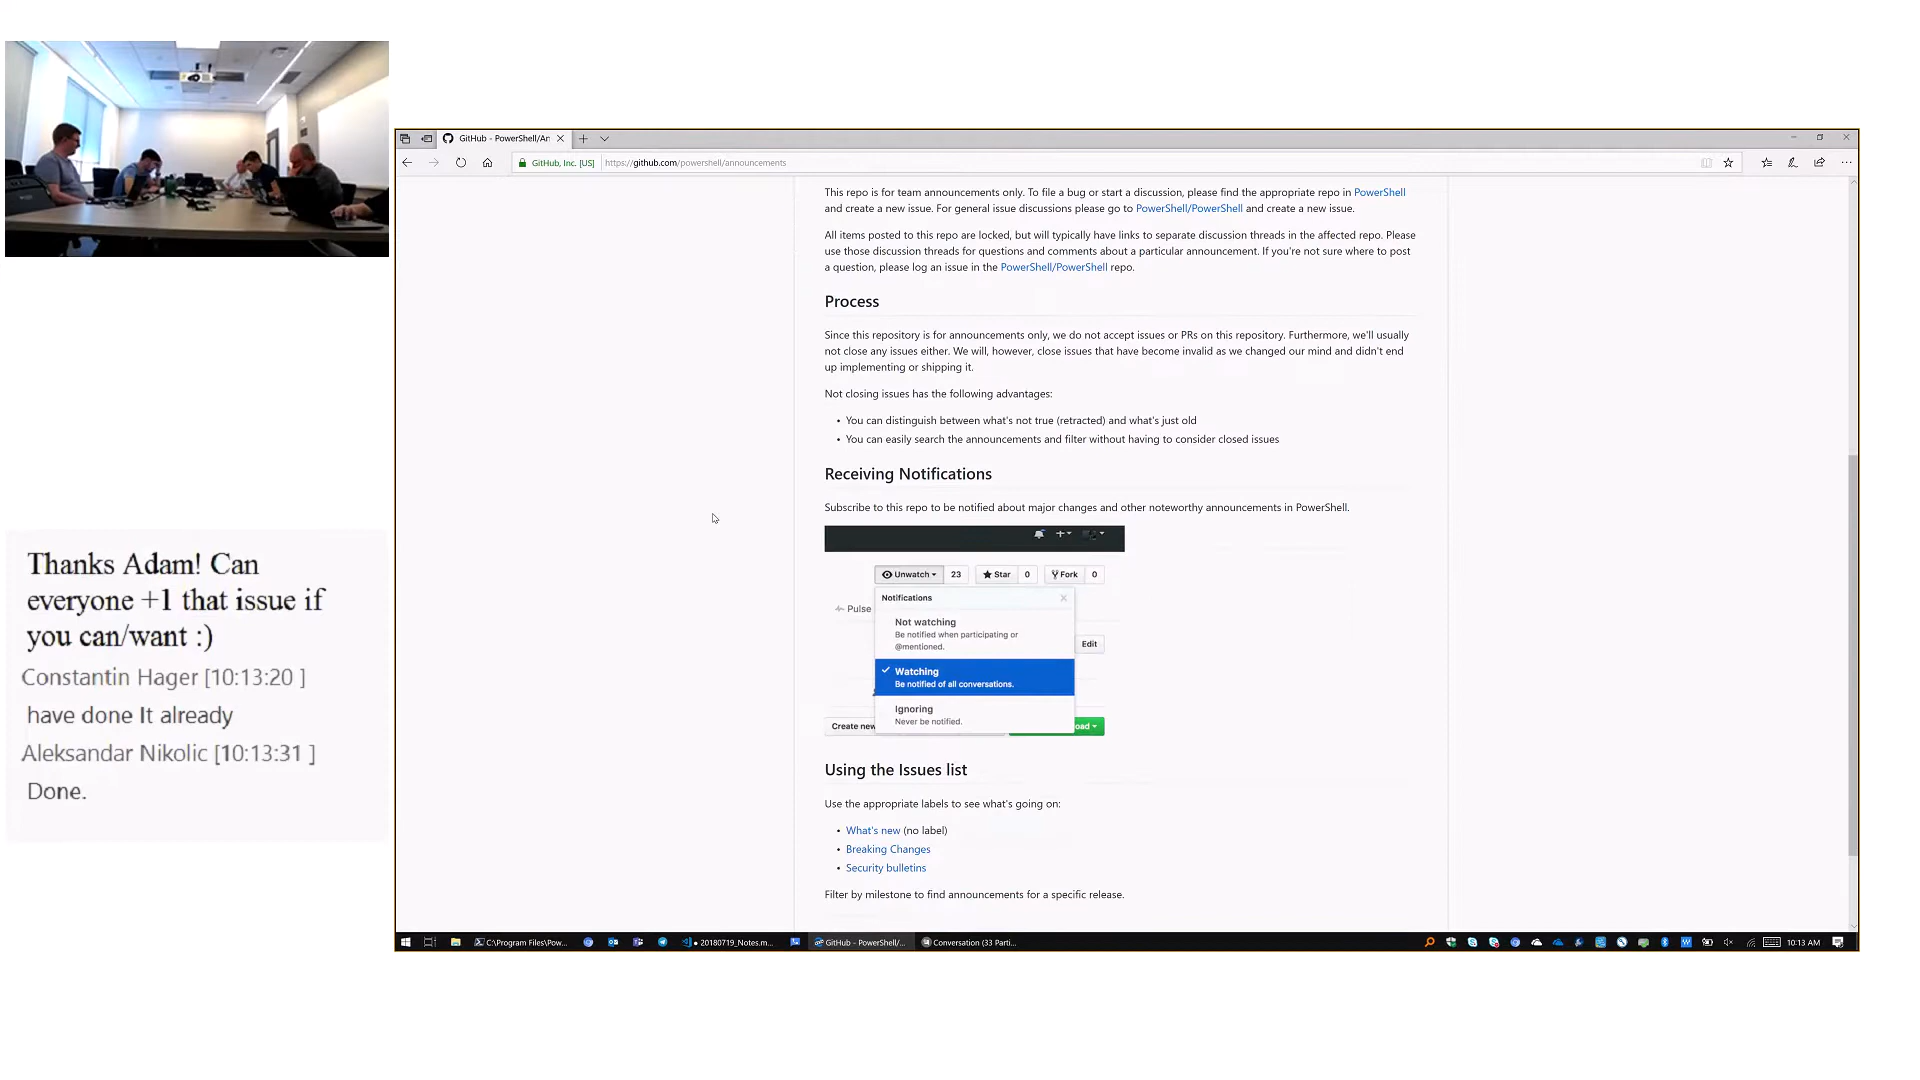 GitHub - PowerShell/An
GitHub, Inc. [US]
https://github.com/powershell/announcements
This repo is for team announcements only. To file a bug or start a discussion, please find the appropriate repo in PowerShell
and create a new issue. For general issue discussions please go to PowerShell/PowerShell and create a new issue.
All items posted to this repo are locked, but will typically have links to separate discussion threads in the affected repo. Please
use those discussion threads for questions and comments about a particular announcement. If you're not sure where to post
a question, please log an issue in the PowerShell/PowerShell repo.
Process
Since this repository is for announcements only, we do not accept issues or PRs on this repository. Furthermore, we'll usually
not close any issues either. We will, however, close issues that have become invalid as we changed our mind and didn't end
up implementing or shipping it.
Not closing issues has the following advantages:
• You can distinguish between what's not true (retracted) and what's just old
• You can easily search the announcements and filter without having to consider closed issues
Receiving Notifications
Subscribe to this repo to be notified about major changes and other noteworthy announcements in PowerShell.
Unwatch 23 Star 0 Fork 0
Notifications
Pulse
Not watching
Be notified when participating or
@mentioned.
Edit
Watching
Be notified of all conversations.
Ignoring
Never be notified.
Create new
oad
Using the Issues list
Use the appropriate labels to see what's going on:
• What's new (no label)
• Breaking Changes
• Security bulletins
Filter by milestone to find announcements for a specific release.
Thanks Adam! Can
everyone +1 that issue if
you can/want :)
Constantin Hager [10:13:20 ]
have done It already
Aleksandar Nikolic [10:13:31 ]
Done.
C:\Program Files\Pow...
● 20180719_Notes.m...
GitHub - PowerShell/...
Conversation (33 Parti...
10:13 AM